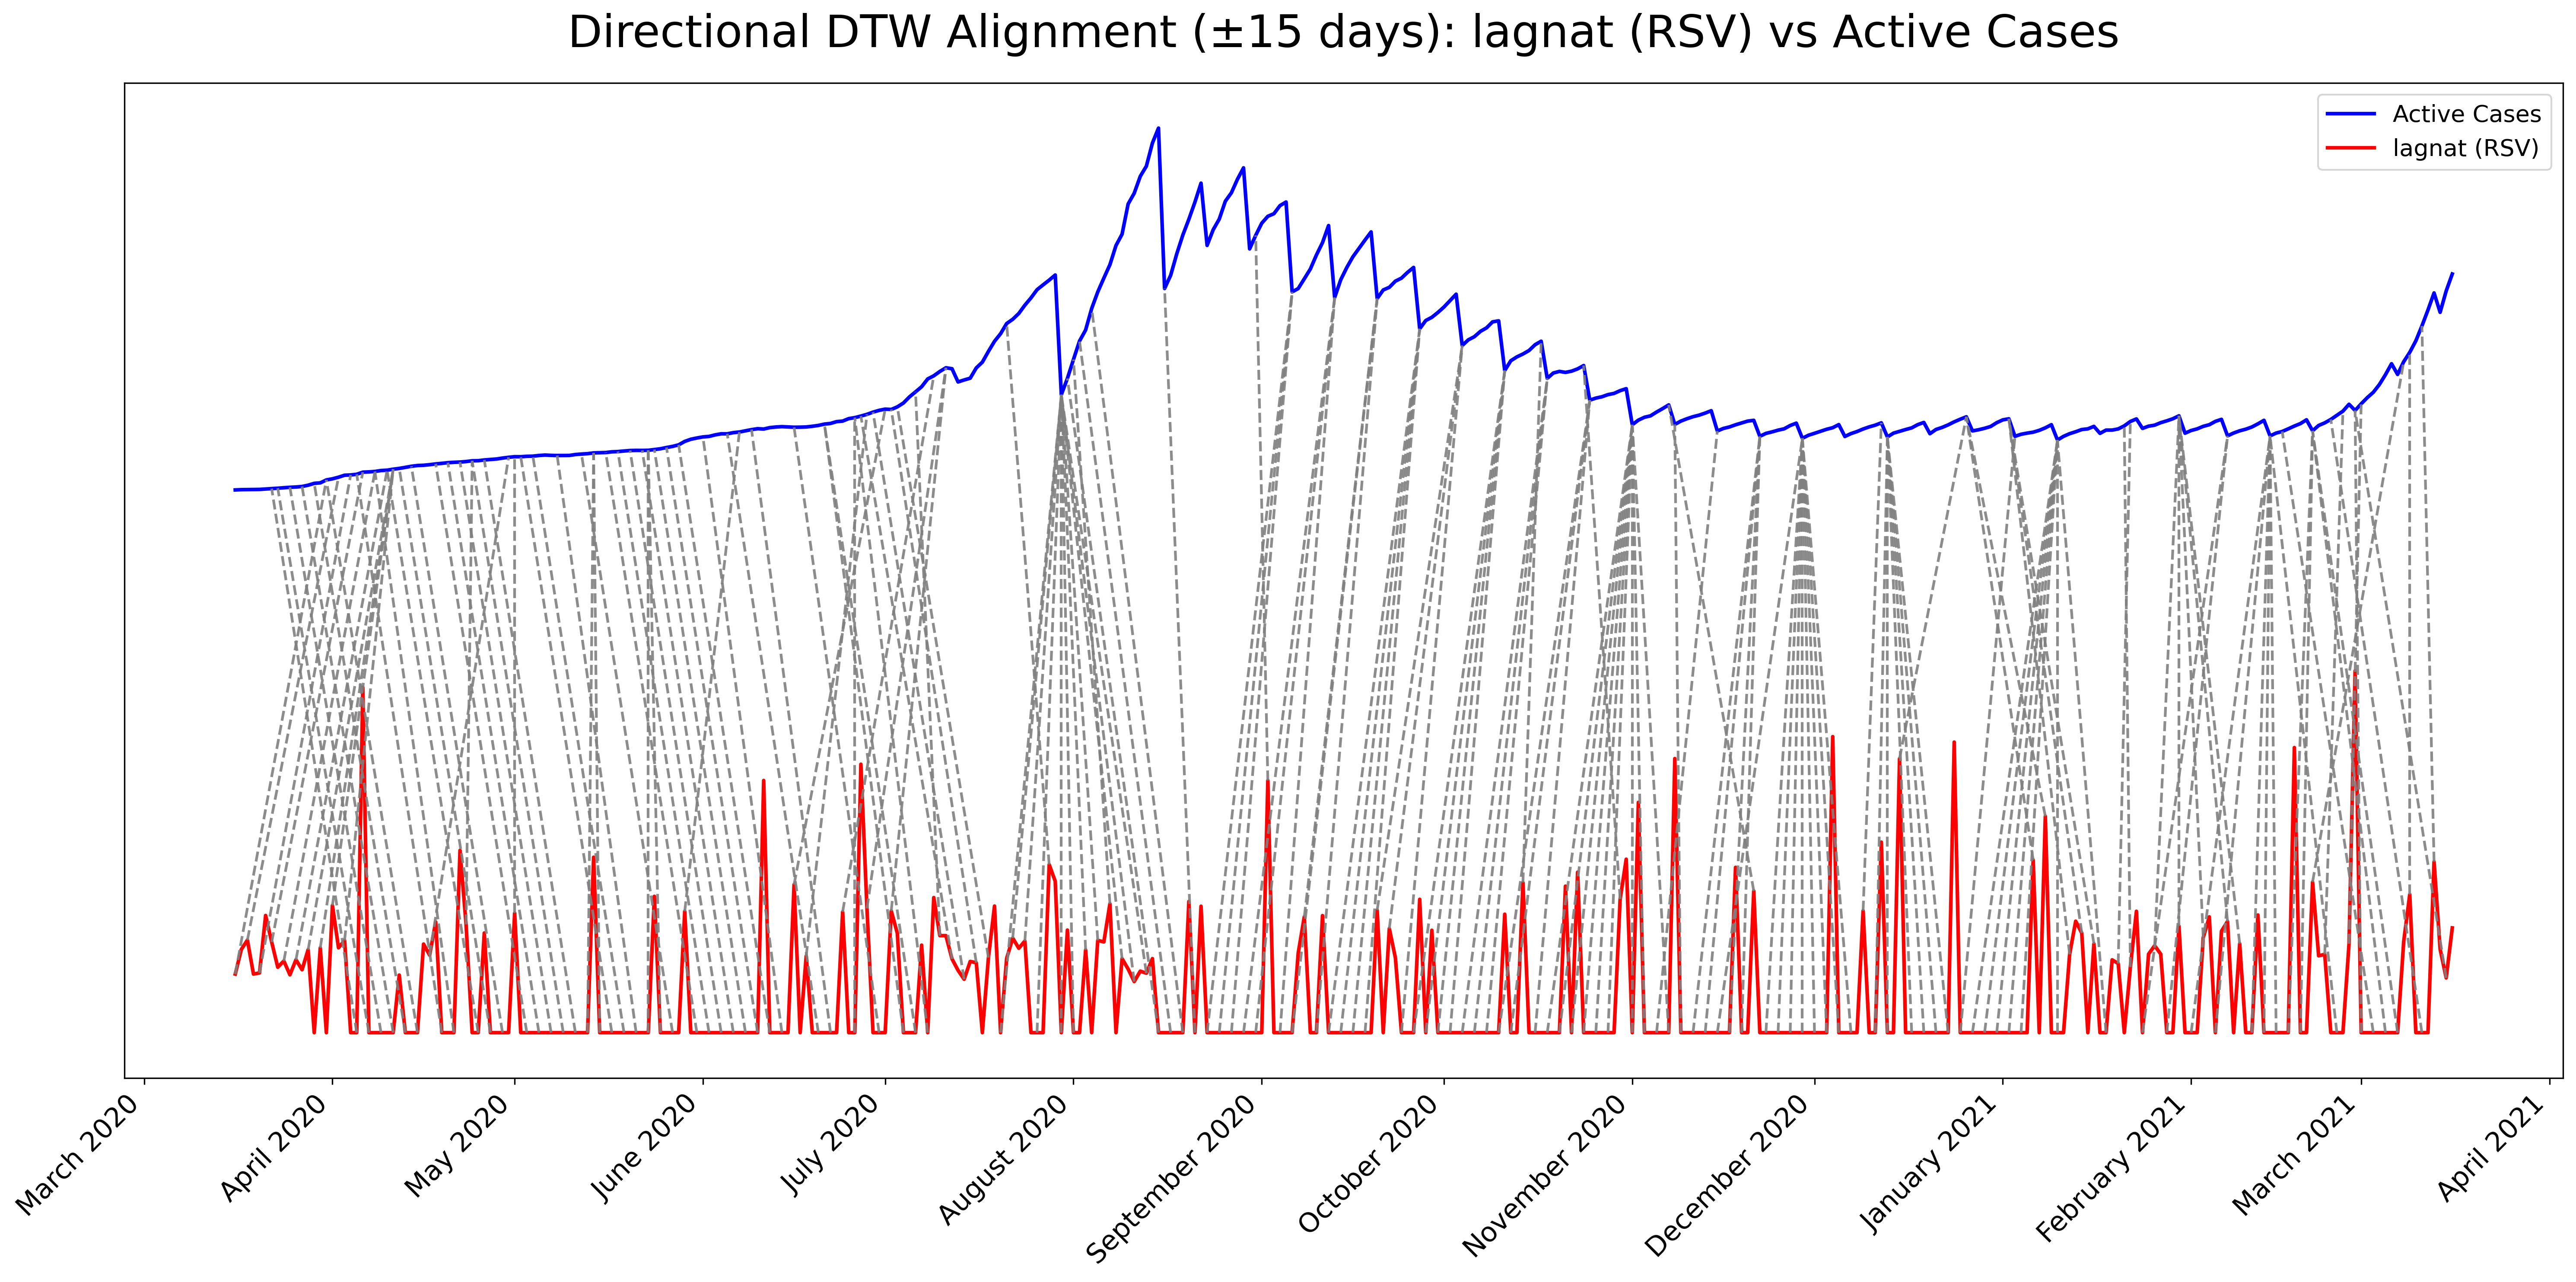 Directional DTW Alignment (±15 days): lagnat (RSV) vs Active Cases
Active Cases
lagnat (RSV)
March 2020
April 2020
May 2020
June 2020
July 2020
August 2020
September 2020
October 2020
November 2020
December 2020
January 2021
February 2021
March 2021
April 2021